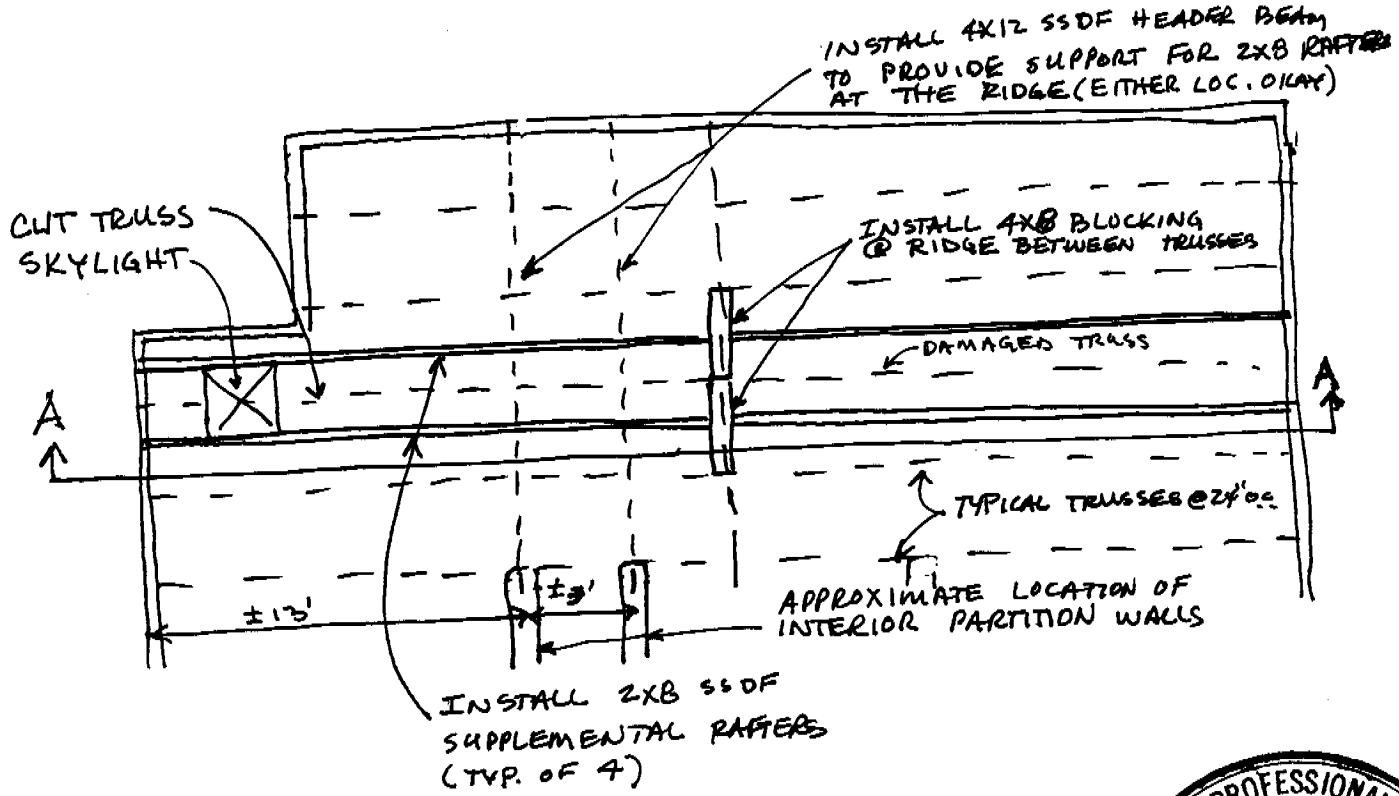 INSTALL 4X12 SSDF HEADER BEAM
TO PROVIDE SUPPORT FOR 2X8 RAFTERS
AT THE RIDGE (EITHER LOC. OKAY)
CUT TRUSS
SKYLIGHT
INSTALL 4X8 BLOCKING
@ RIDGE BETWEEN TRUSSES
DAMAGED TRUSS
A
A
TYPICAL TRUSSES @ 24" OC
±13'
±3'
APPROXIMATE LOCATION OF
INTERIOR PARTITION WALLS
INSTALL 2X8 SSDF
SUPPLEMENTAL RAFTERS
(TYP. OF 4)
PROFESSIONAL